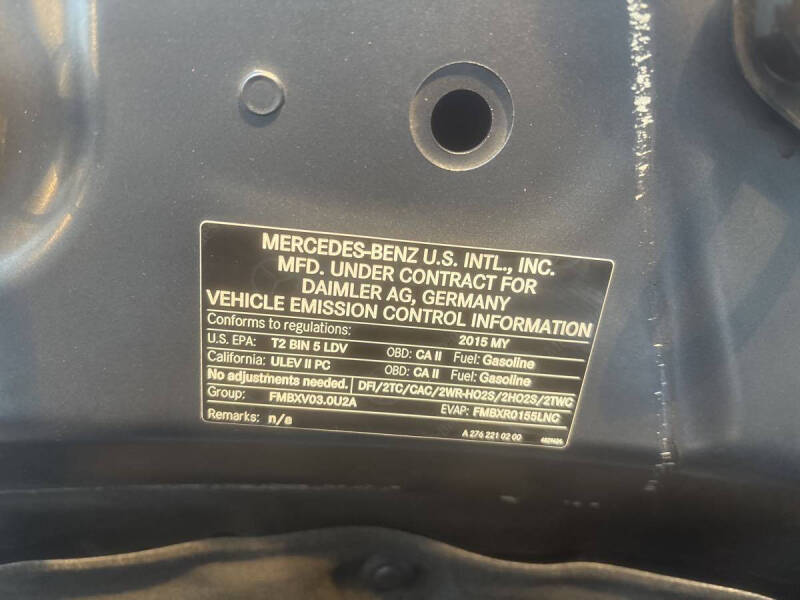 MERCEDES-BENZ U.S. INTL., INC.
MFD. UNDER CONTRACT FOR
DAIMLER AG, GERMANY
VEHICLE EMISSION CONTROL INFORMATION
Conforms to regulations: 2015 MY
U.S. EPA: T2 BIN 5 LDV OBD: CA II Fuel: Gasoline
California: ULEV II PC OBD: CA II Fuel: Gasoline
No adjustments needed. DFI/2TC/CAC/2WR-HO2S/2HO2S/2TWC
Group: FMBXV03.0U2A EVAP: FMBXR0155LNC
Remarks: n/a
A 276 221 02 00